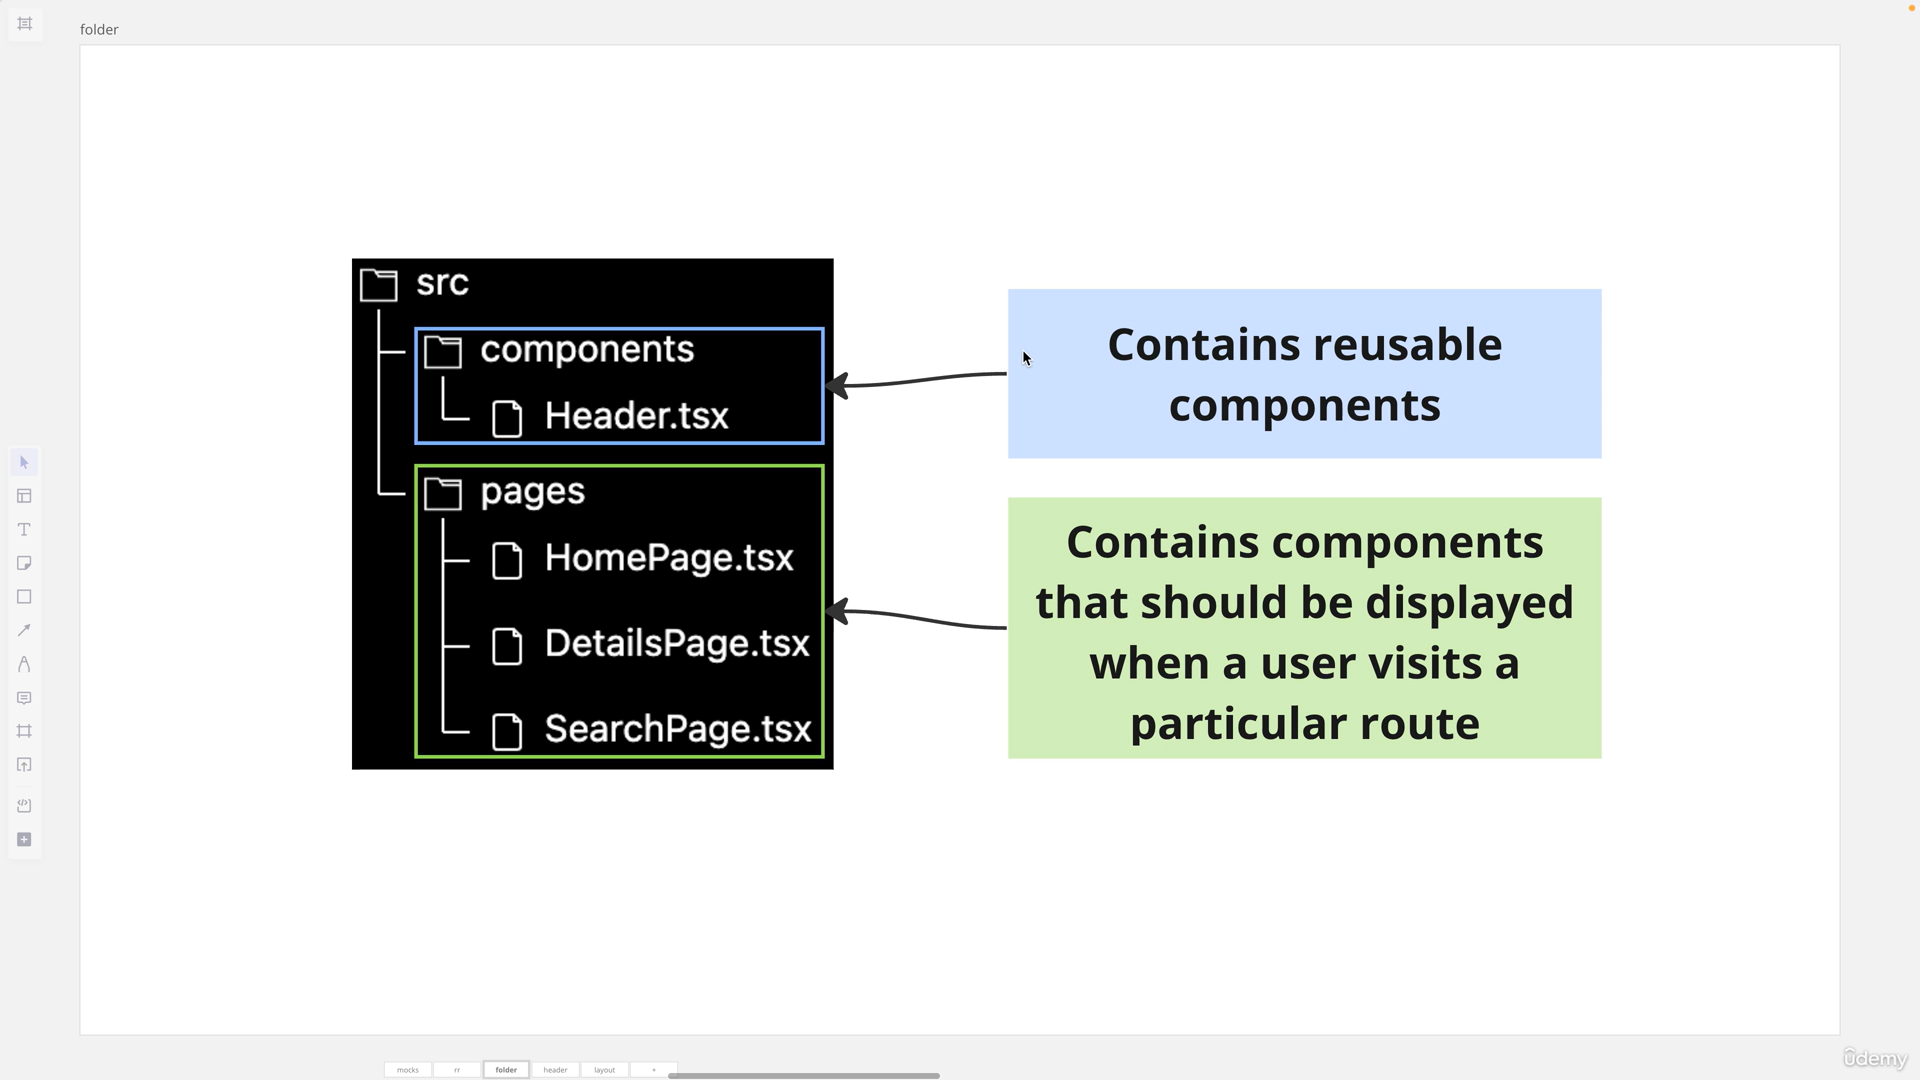 folder
src
components
Header.tsx
pages
HomePage.tsx
DetailsPage.tsx
SearchPage.tsx
Contains reusable
components
Contains components
that should be displayed
when a user visits a
particular route
mocks
rr
folder
header
layout
+
ûdemy